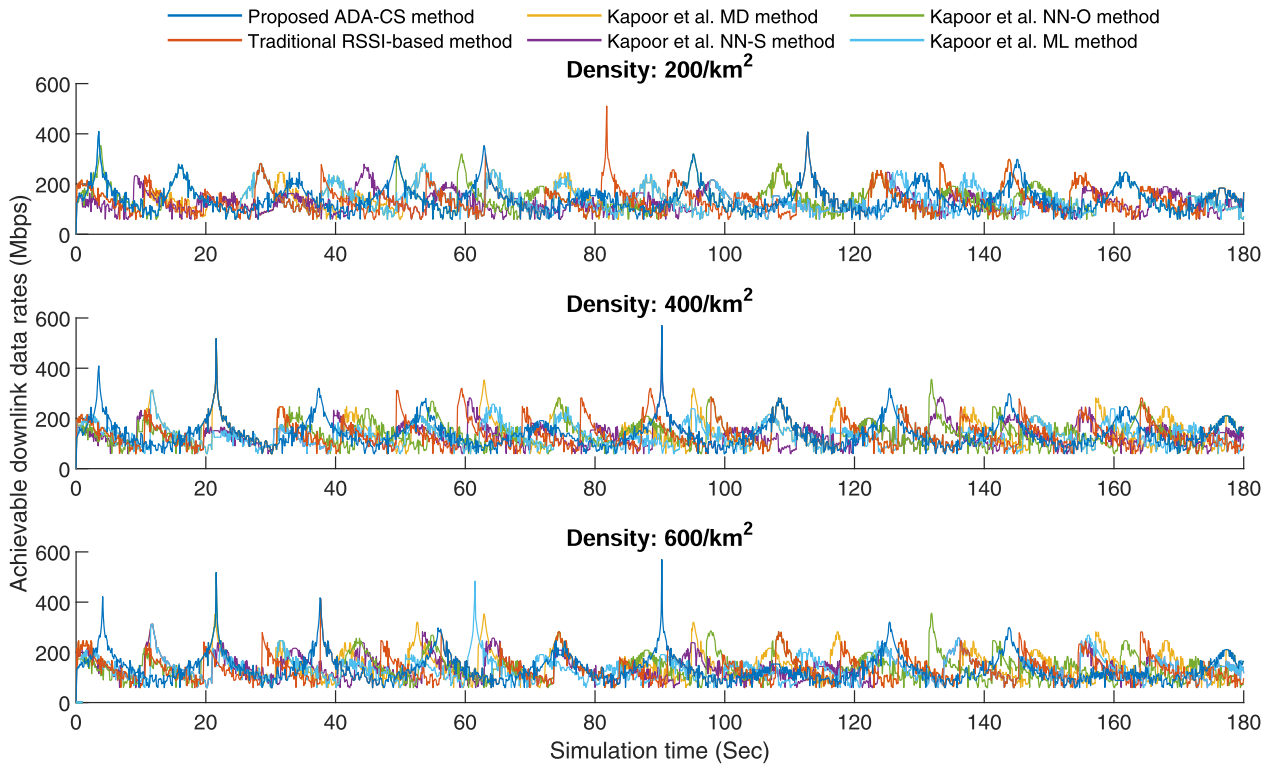 Proposed ADA-CS method
Kapoor et al. MD method
Kapoor et al. NN-O method
Traditional RSSI-based method
Kapoor et al. NN-S method
Kapoor et al. ML method
Density: 200/km²
600
400
200
0
0 20 40 60 80 100 120 140 160 180
Density: 400/km²
600
400
200
0
0 20 40 60 80 100 120 140 160 180
Density: 600/km²
600
400
200
0
0 20 40 60 80 100 120 140 160 180
Achievable downlink data rates (Mbps)
Simulation time (Sec)